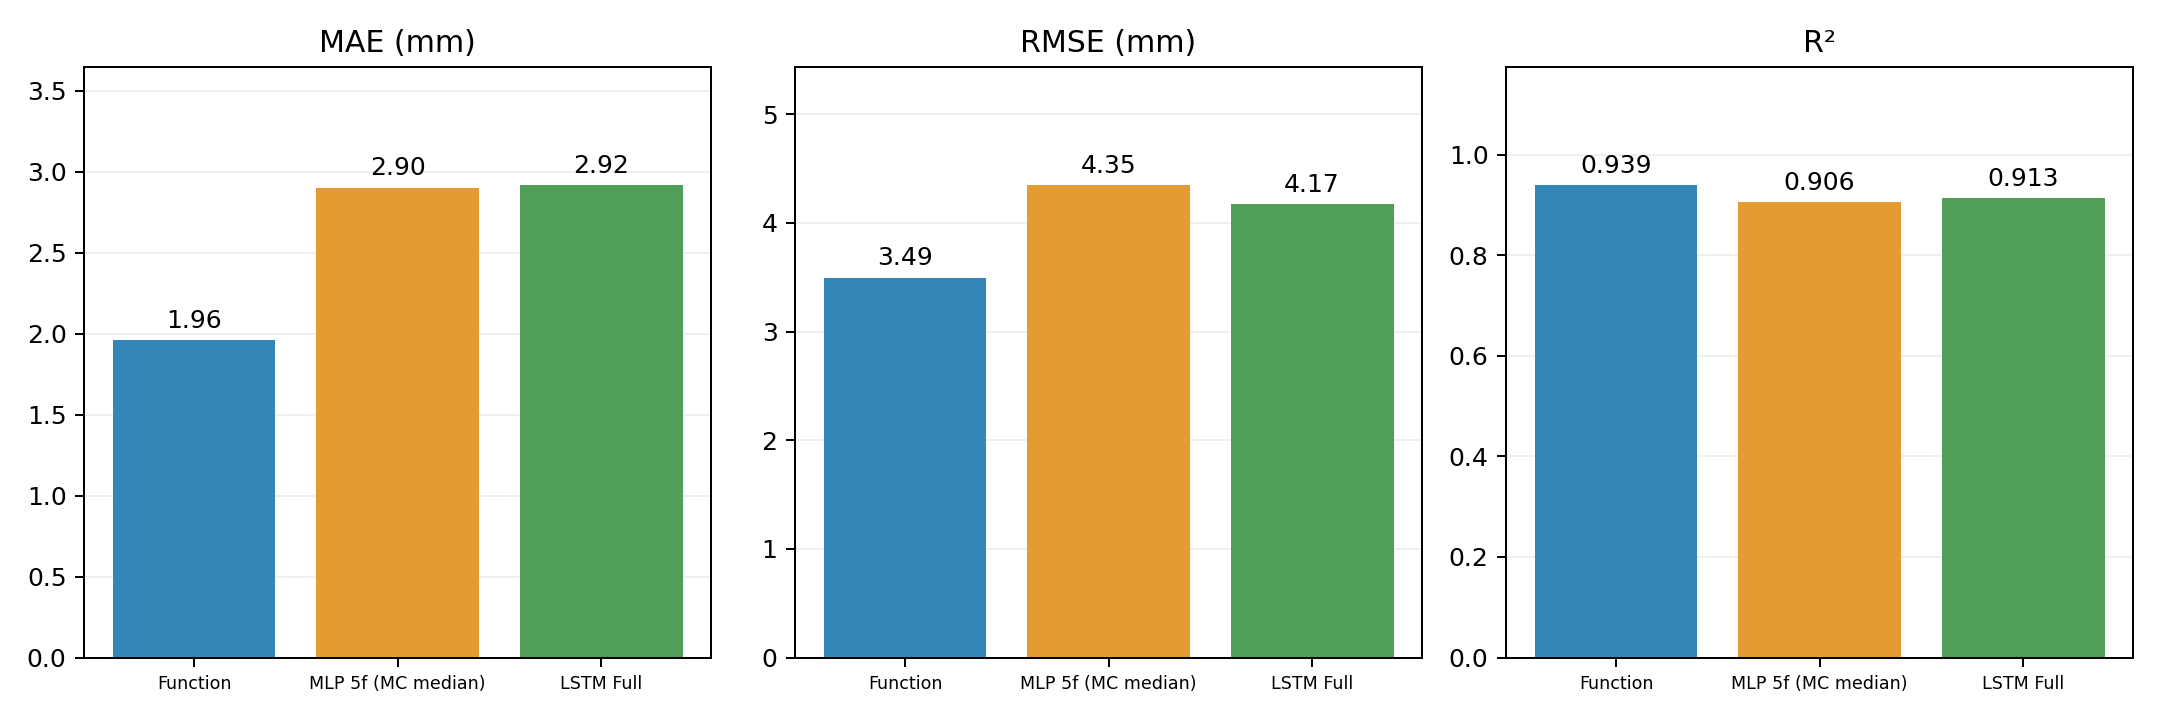 MAE (mm)
3.5
3.0
2.5
2.0
1.5
1.0
0.5
0.0
1.96
2.90
2.92
Function
MLP 5f (MC median)
LSTM Full
RMSE (mm)
5
4
3
2
1
0
3.49
4.35
4.17
Function
MLP 5f (MC median)
LSTM Full
R²
1.0
0.8
0.6
0.4
0.2
0.0
0.939
0.906
0.913
Function
MLP 5f (MC median)
LSTM Full